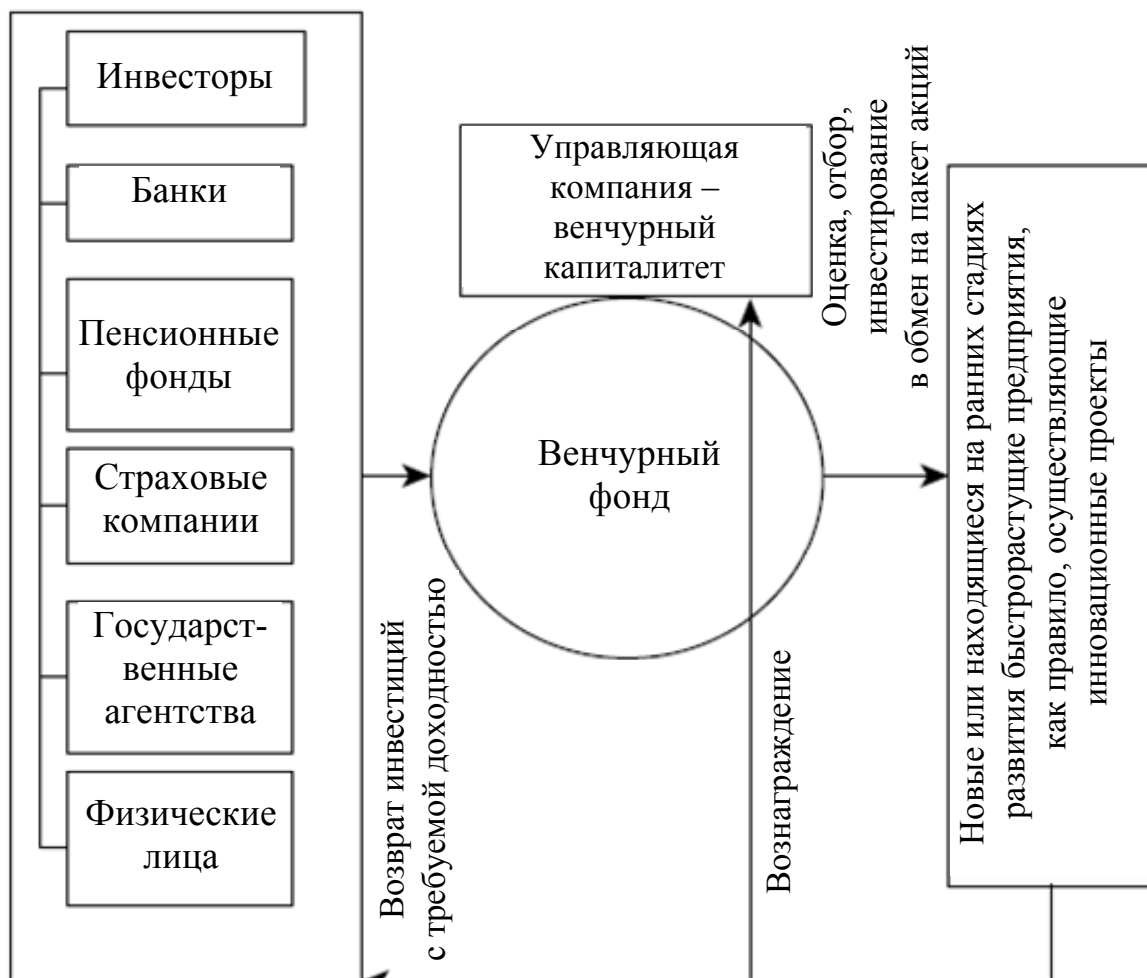 Инвесторы
Банки
Пенсионные
фонды
Страховые
компании
Государст-
венные
агентства
Физические
лица
Возврат инвестиций
с требуемой доходностью
Управляющая
компания –
венчурный
капиталитет
Венчурный
фонд
Вознаграждение
Оценка, отбор,
инвестирование
в обмен на пакет акций
Новые или находящиеся на ранних стадиях
развития быстрорастущие предприятия,
как правило, осуществляющие
инновационные проекты